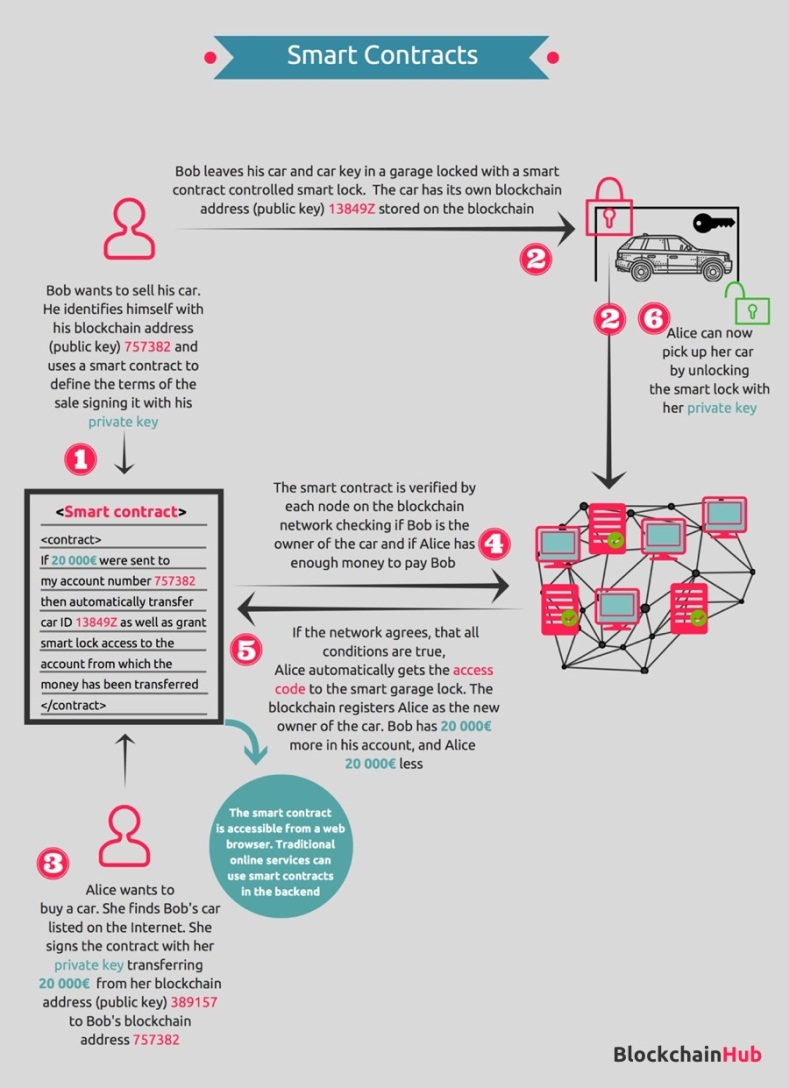 Smart Contracts
Bob leaves his car and car key in a garage locked with a smart
contract controlled smart lock. The car has its own blockchain
address (public key) 13849Z stored on the blockchain
2
Bob wants to sell his car.
He identifies himself with
his blockchain address
(public key) 757382 and
uses a smart contract to
define the terms of the
sale signing it with his
private key
1
2
6
Alice can now
pick up her car
by unlocking
the smart lock with
her private key
<Smart contract>
<contract>
If 20 000€ were sent to
my account number 757382
then automatically transfer
car ID 13849Z as well as grant
smart lock access to the
account from which the
money has been transferred
</contract>
The smart contract is verified by
each node on the blockchain
network checking if Bob is the
owner of the car and if Alice has
enough money to pay Bob
4
5
If the network agrees, that all
conditions are true,
Alice automatically gets the access
code to the smart garage lock. The
blockchain registers Alice as the new
owner of the car. Bob has 20 000€
more in his account, and Alice
20 000€ less
The smart contract
is accessible from a web
browser. Traditional
online services can
use smart contracts
in the backend
3
Alice wants to
buy a car. She finds Bob's car
listed on the Internet. She
signs the contract with her
private key transferring
20 000€ from her blockchain
address (public key) 389157
to Bob's blockchain
address 757382
BlockchainHub